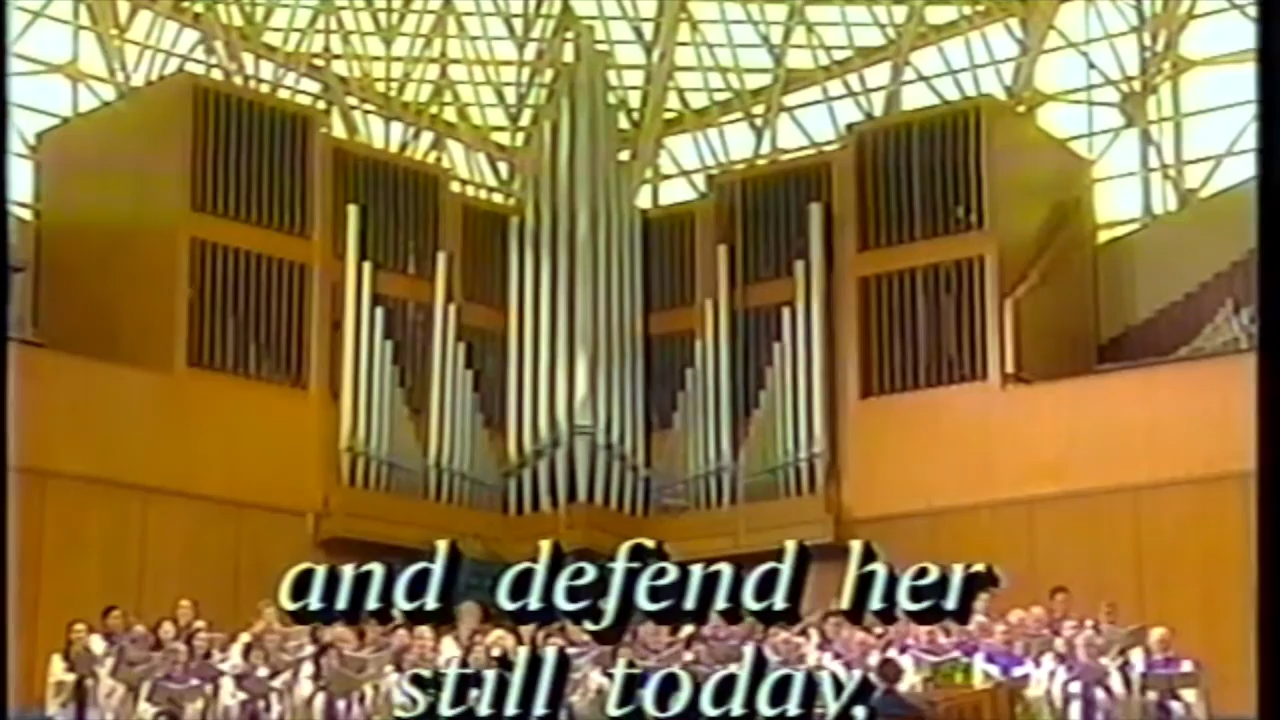 and defend her
still today,